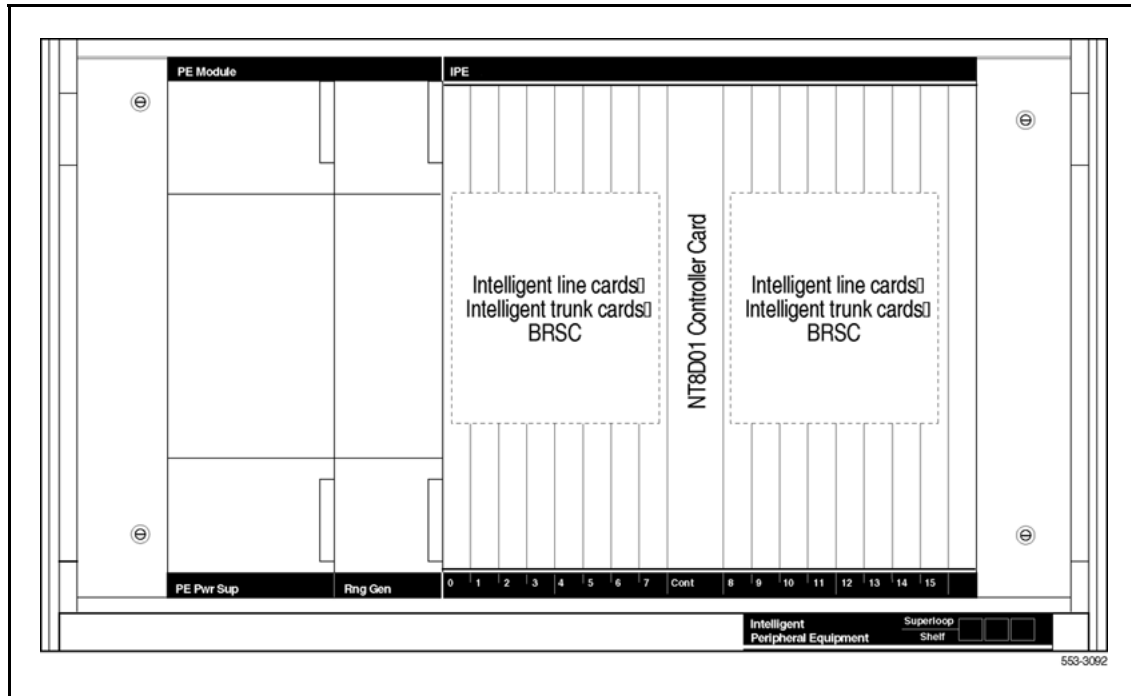 PE Module
IPE
Intelligent line cards
Intelligent trunk cards
BRSC
NT8D01 Controller Card
Intelligent line cards
Intelligent trunk cards
BRSC
PE Pwr Sup
Rng Gen
0 1 2 3 4 5 6 7 Cont 8 9 10 11 12 13 14 15
Intelligent
Peripheral Equipment
Superloop
Shelf
553-3092